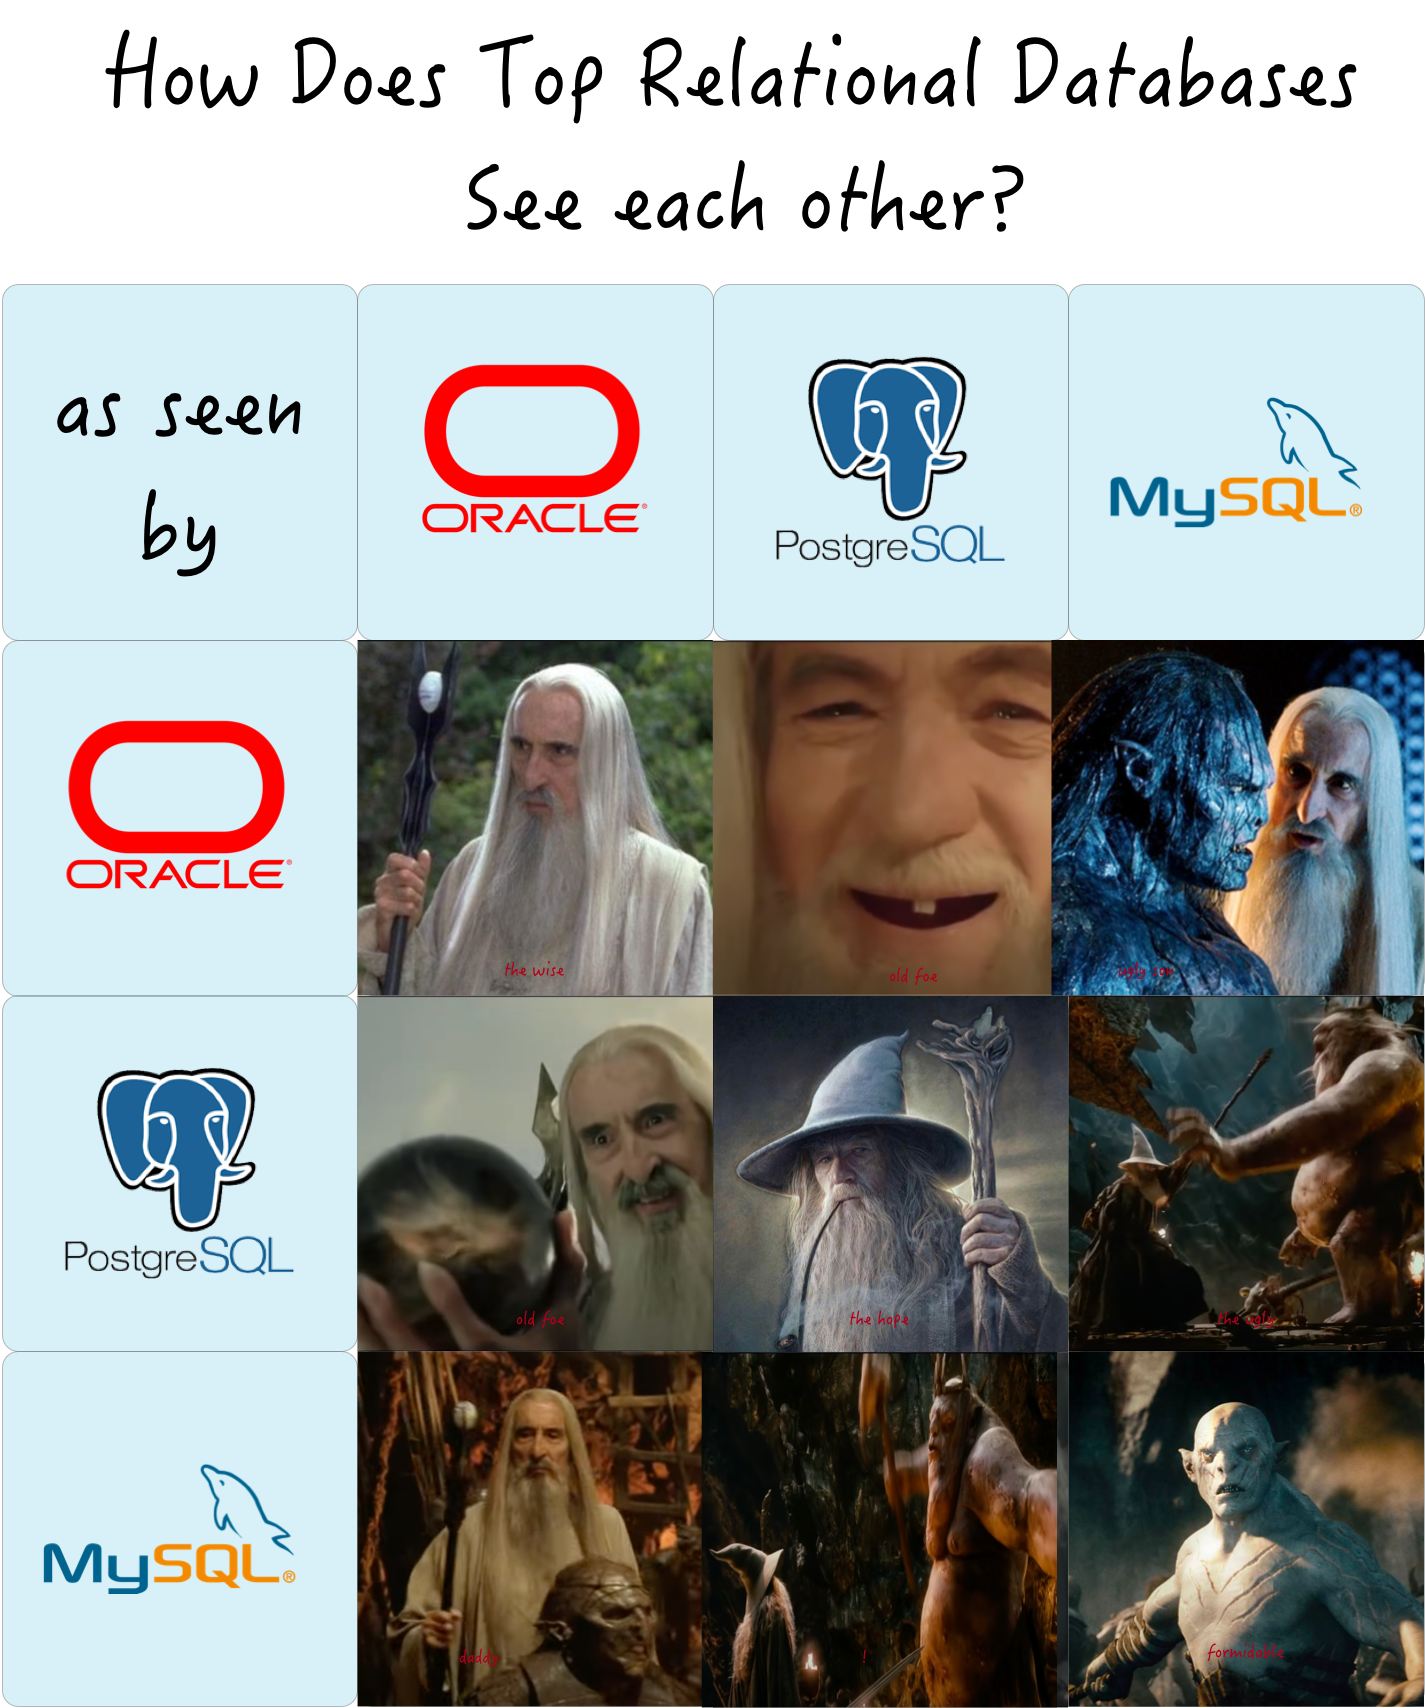 How Does Top Relational Databases
See each other?
as seen
by
ORACLE®
PostgreSQL
MySQL®
ORACLE®
the wise
old foe
ugly son
PostgreSQL
old foe
the hope
the ugly
MySQL®
daddy
!
formidable